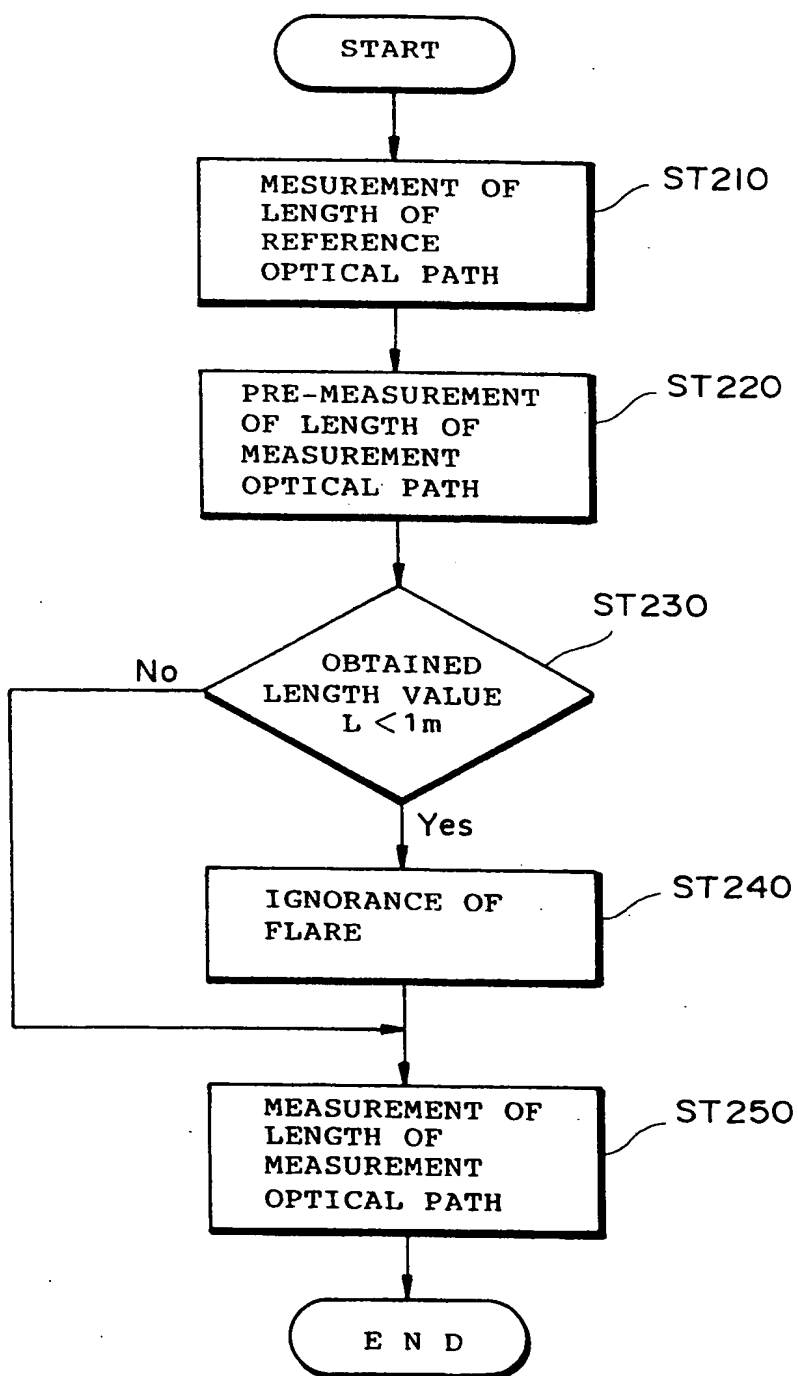 START
MESUREMENT OF
LENGTH OF
REFERENCE
OPTICAL PATH
ST210
PRE-MEASUREMENT
OF LENGTH OF
MEASUREMENT
OPTICAL PATH
ST220
ST230
No
OBTAINED
LENGTH VALUE
L < 1m
Yes
IGNORANCE OF
FLARE
ST240
MEASUREMENT OF
LENGTH OF
MEASUREMENT
OPTICAL PATH
ST250
E N D